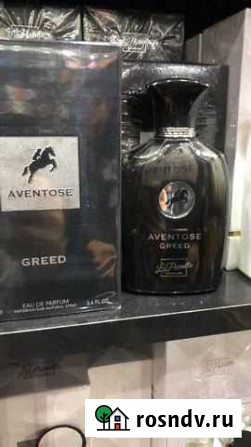 AVENTOSE
GREED
EAU DE PARFUM
3.4 FL.OZ
AVENTOSE
GREED
rosndv.ru